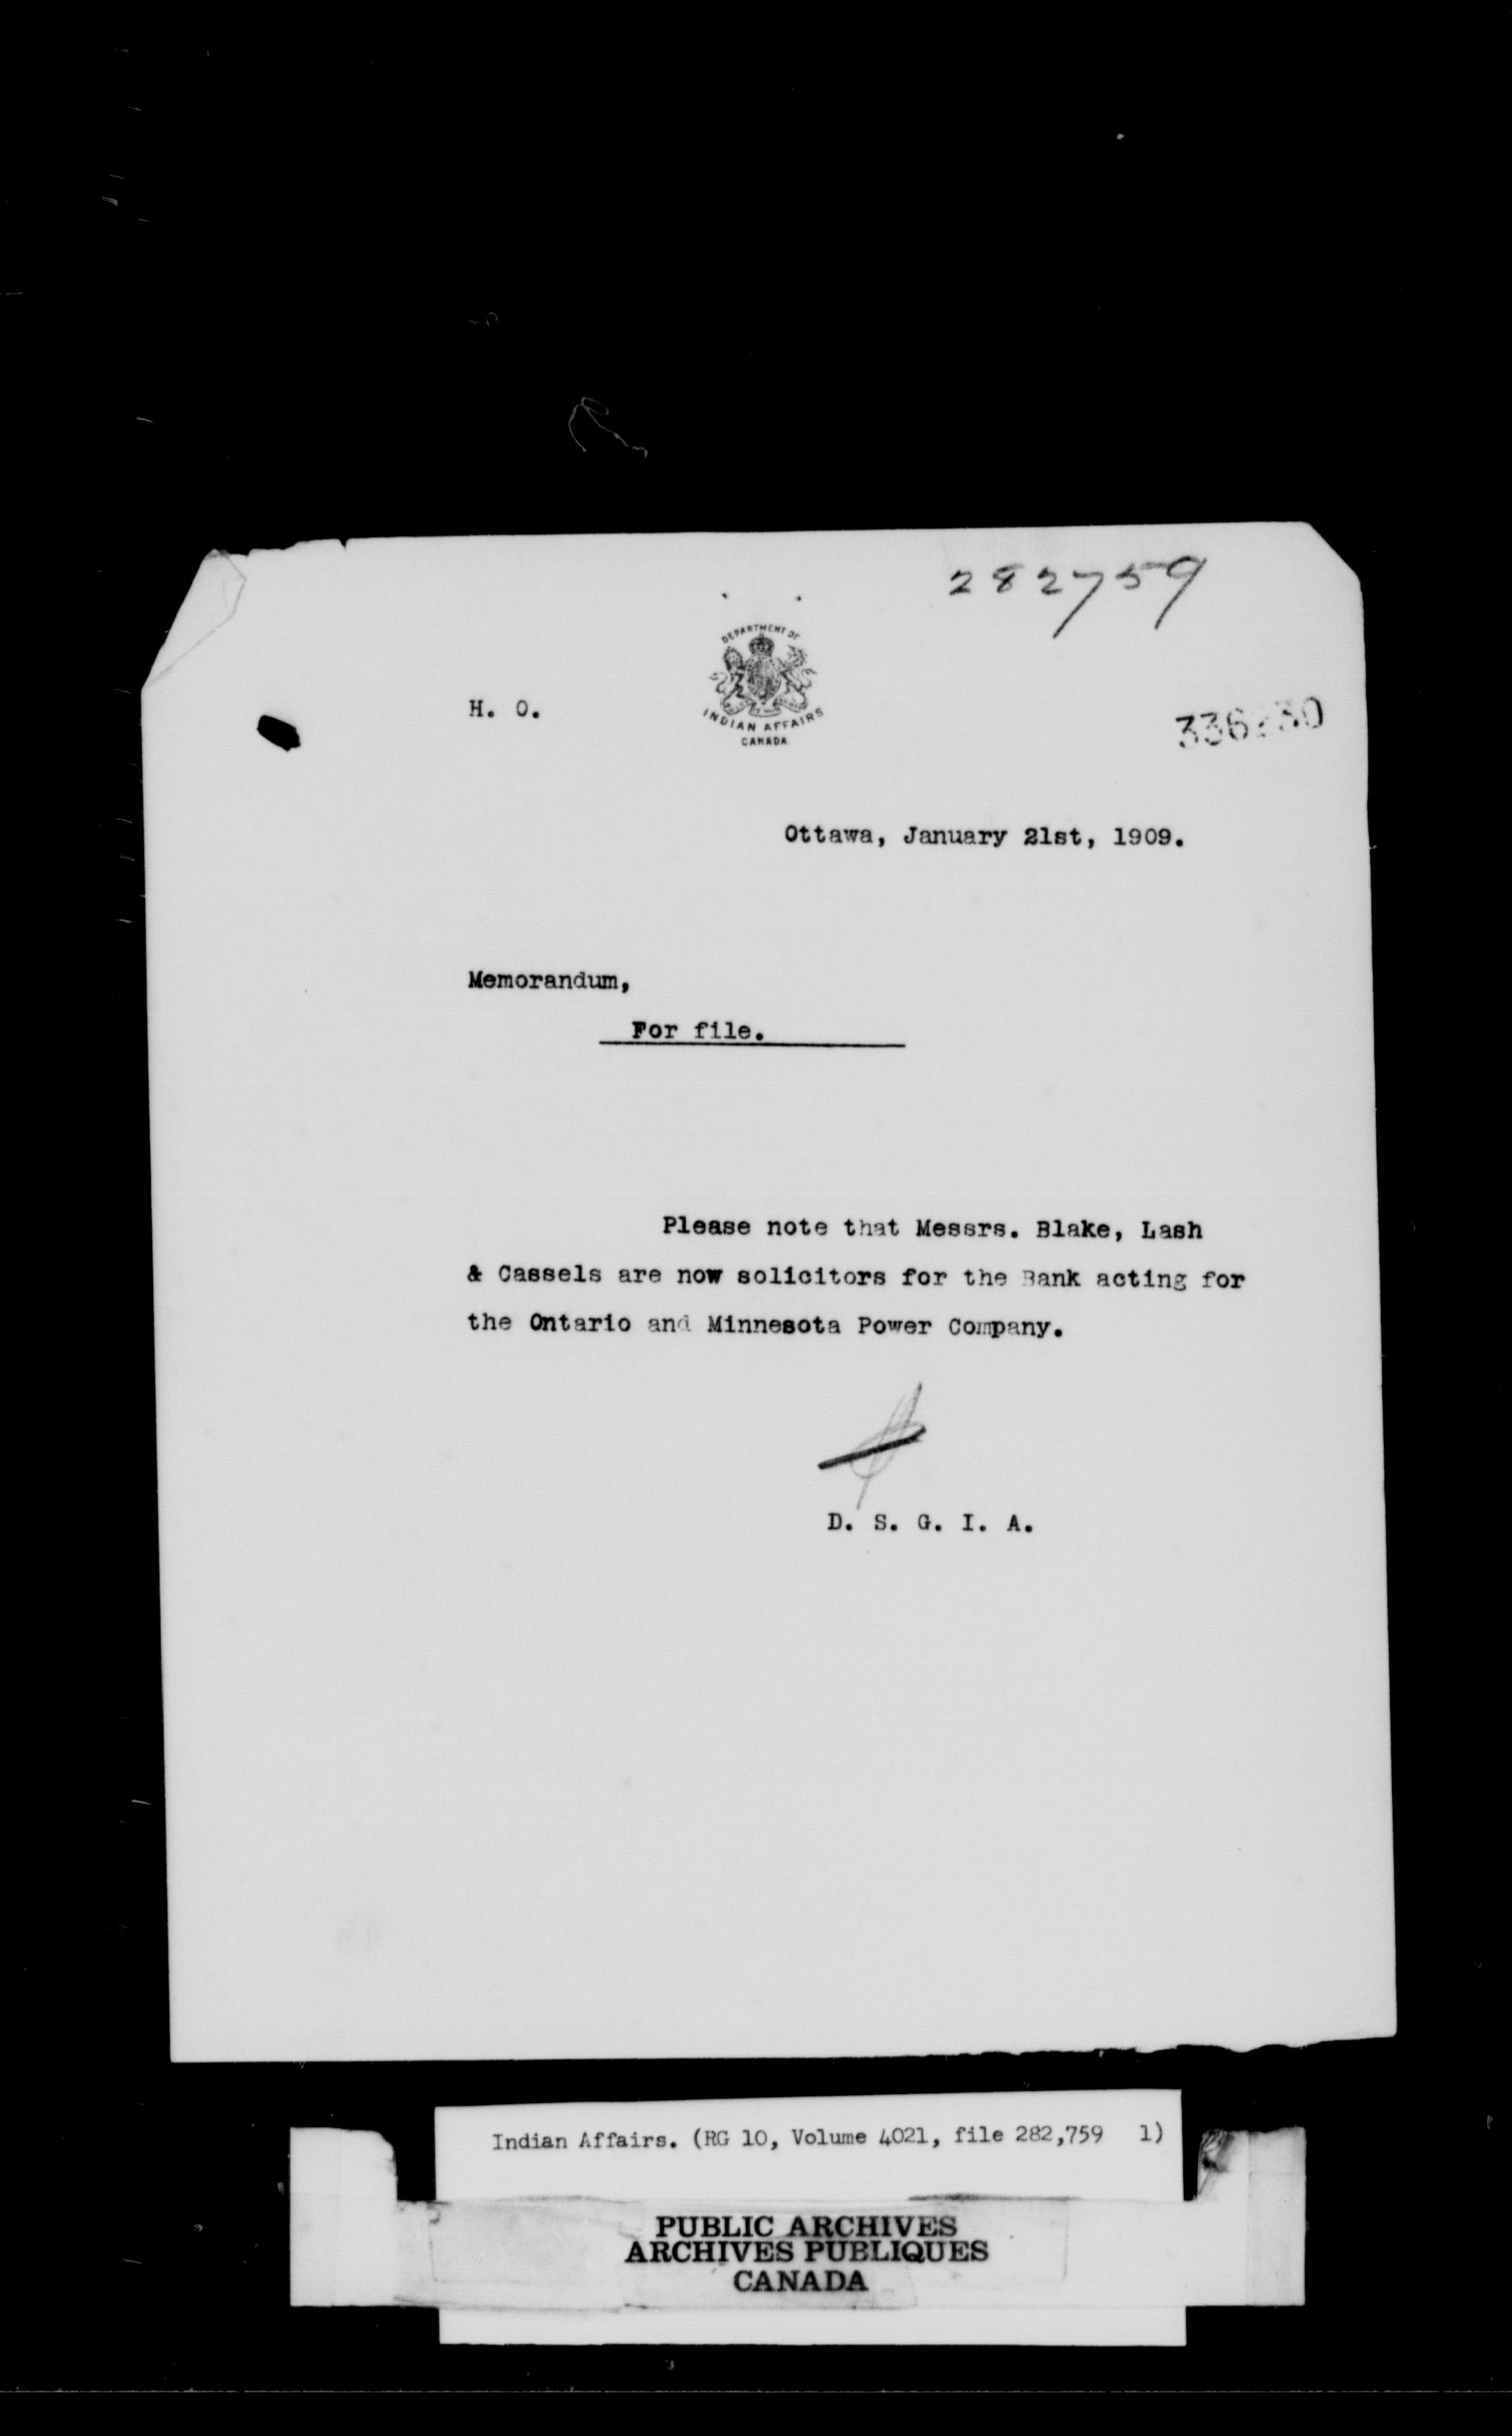 282759
DEPARTMENT OF
INDIAN AFFAIRS
CANADA.
H. O.
Ottawa, January 21st, 1909.
Memorandum,
For file.
Please note that Messrs. Blake, Lash
& Cassels are now solicitors for the Bank acting for
the Ontario and Minnesota Power Company.
D. S. G. I. A.
Indian Affairs. (RG 10, Volume 4021, file 282,759 1)
PUBLIC ARCHIVES
ARCHIVES PUBLIQUES
CANADA